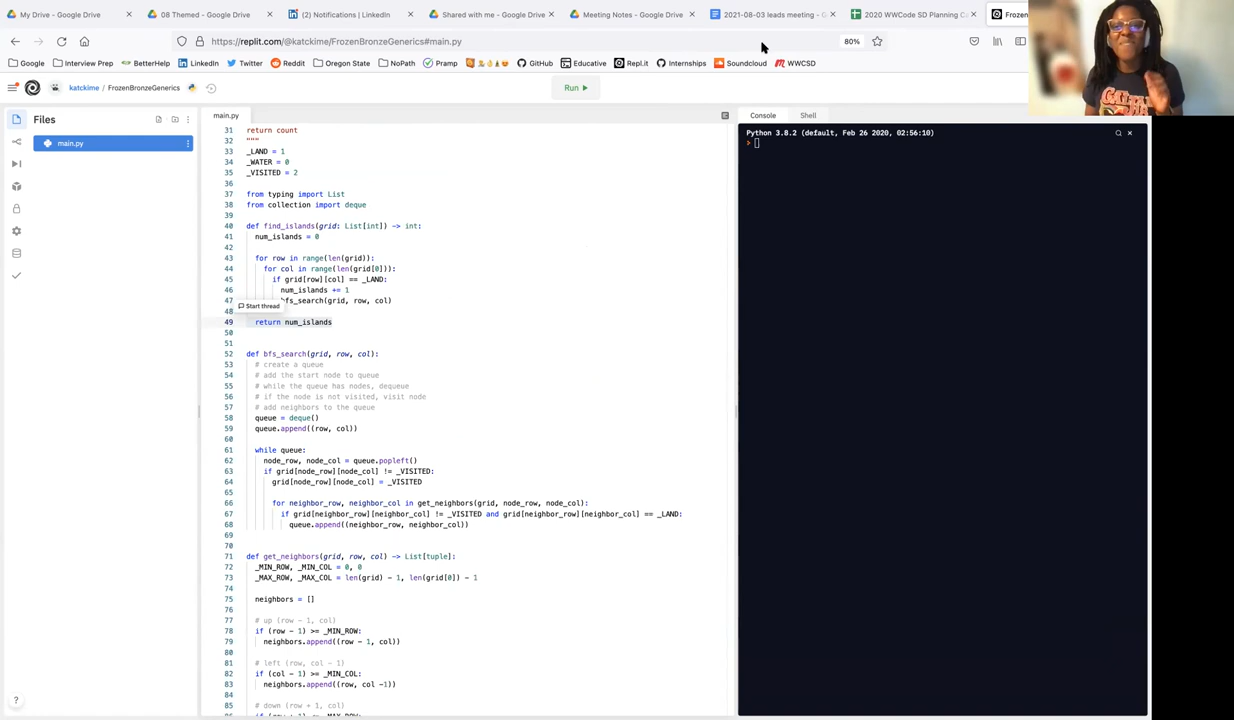 My Drive - Google Drive
08 Themed - Google Drive
(2) Notifications | LinkedIn
Shared with me - Google Drive
Meeting Notes - Google Drive
2021-08-03 leads meeting - G
2020 WWCode SD Planning C
Frozen
https://replit.com/@katckime/FrozenBronzeGenerics#main.py
80%
Google
Interview Prep
BetterHelp
LinkedIn
Twitter
Reddit
Oregon State
NoPath
Pramp
GitHub
Educative
Repl.it
Internships
Soundcloud
WWCSD
katckime / FrozenBronzeGenerics
Run
Files
main.py
main.py
31 return count
32 """
33 _LAND = 1
34 _WATER = 0
35 _VISITED = 2
36
37 from typing import List
38 from collection import deque
39
40 def find_islands(grid: List[int]) -> int:
41 num_islands = 0
42
43 for row in range(len(grid)):
44 for col in range(len(grid[0])):
45 if grid[row][col] == _LAND:
46 num_islands += 1
47 bfs_search(grid, row, col)
Start thread
48
49 return num_islands
50
51
52 def bfs_search(grid, row, col):
53 # create a queue
54 # add the start node to queue
55 # while the queue has nodes, dequeue
56 # if the node is not visited, visit node
57 # add neighbors to the queue
58 queue = deque()
59 queue.append((row, col))
60
61 while queue:
62 node_row, node_col = queue.popleft()
63 if grid[node_row][node_col] != _VISITED:
64 grid[node_row][node_col] = _VISITED
65
66 for neighbor_row, neighbor_col in get_neighbors(grid, node_row, node_col):
67 if grid[neighbor_row][neighbor_col] != _VISITED and grid[neighbor_row][neighbor_col] == _LAND:
68 queue.append((neighbor_row, neighbor_col))
69
70
71 def get_neighbors(grid, row, col) -> List[tuple]:
72 _MIN_ROW, _MIN_COL = 0, 0
73 _MAX_ROW, _MAX_COL = len(grid) - 1, len(grid[0]) - 1
74
75 neighbors = []
76
77 # up (row - 1, col)
78 if (row - 1) >= _MIN_ROW:
79 neighbors.append((row - 1, col))
80
81 # left (row, col - 1)
82 if (col - 1) >= _MIN_COL:
83 neighbors.append((row, col -1))
84
85 # down (row + 1, col)
Console
Shell
Python 3.8.2 (default, Feb 26 2020, 02:56:10)
>
?